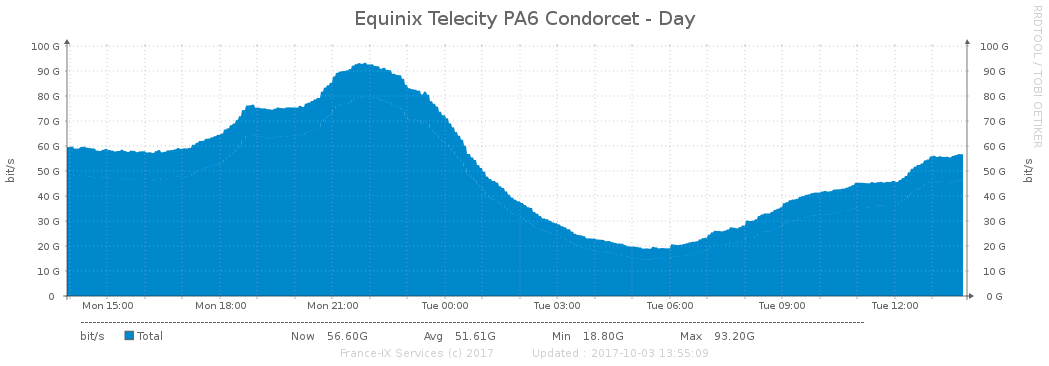 Equinix Telecity PA6 Condorcet - Day
RRDTOOL / TOBI OETIKER
bit/s
100 G
90 G
80 G
70 G
60 G
50 G
40 G
30 G
20 G
10 G
0
100 G
90 G
80 G
70 G
60 G
50 G
40 G
30 G
20 G
10 G
0 G
bit/s
Mon 15:00 Mon 18:00 Mon 21:00 Tue 00:00 Tue 03:00 Tue 06:00 Tue 09:00 Tue 12:00
bit/s Total Now 56.60G Avg 51.61G Min 18.80G Max 93.20G
France-IX Services (c) 2017 Updated : 2017-10-03 13:55:09